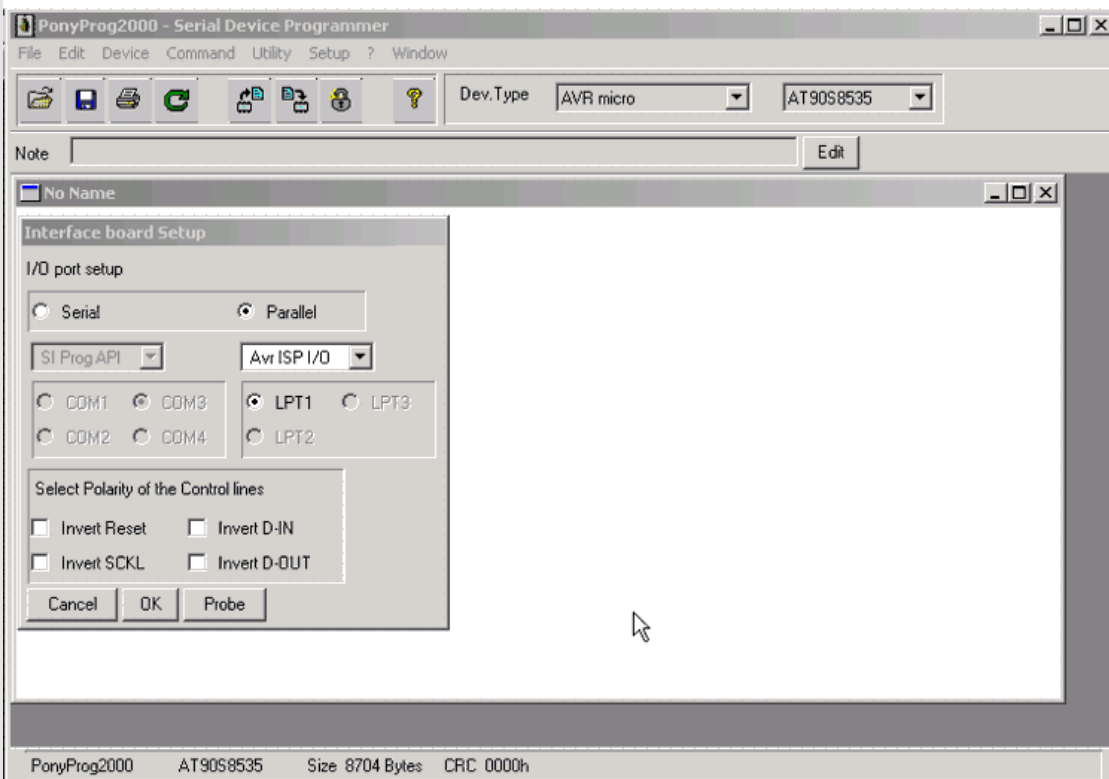 PonyProg2000 - Serial Device Programmer
File Edit Device Command Utility Setup ? Window
Dev.Type AVR micro AT90S8535
Note Edit
No Name
Interface board Setup
I/O port setup
Serial Parallel
SI Prog API Avr ISP I/O
COM1 COM3 LPT1 LPT3
COM2 COM4 LPT2
Select Polarity of the Control lines
Invert Reset Invert D-IN
Invert SCKL Invert D-OUT
Cancel OK Probe
PonyProg2000 AT90S8535 Size 8704 Bytes CRC 0000h